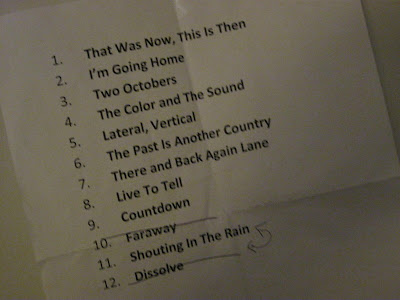 1. That Was Now, This Is Then
2. I'm Going Home
3. Two Octobers
4. The Color and The Sound
5. Lateral, Vertical
6. The Past Is Another Country
7. There and Back Again Lane
8. Live To Tell
9. Countdown
10. Faraway
11. Shouting In The Rain
12. Dissolve